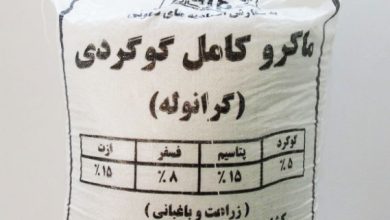 ماکرو کامل گوگردی
(گرانوله)
گوگرد پتاسیم فسفر ازت
٪۵ ٪۱۵ ٪۸ ٪۱۵
(زراعت و باغبانی)